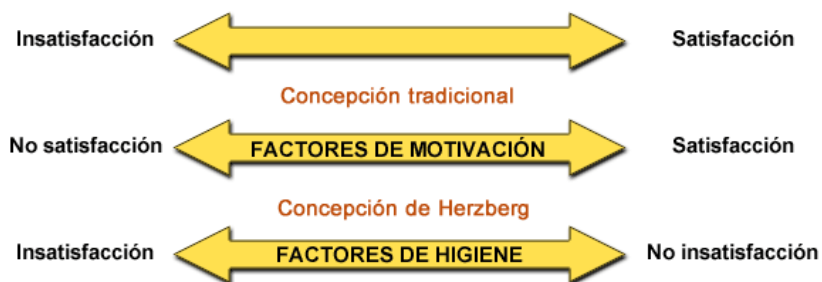 Insatisfacción Satisfacción
Concepción tradicional
No satisfacción FACTORES DE MOTIVACIÓN Satisfacción
Concepción de Herzberg
Insatisfacción FACTORES DE HIGIENE No insatisfacción